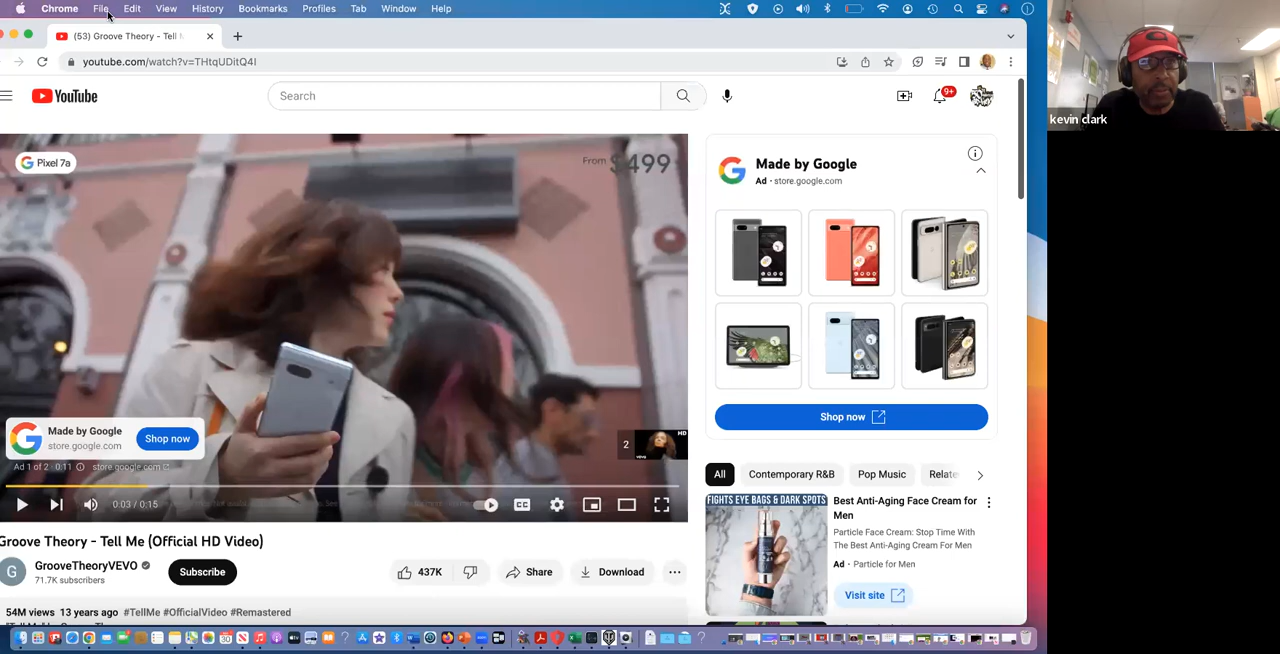 Chrome File Edit View History Bookmarks Profiles Tab Window Help
(53) Groove Theory - Tell M
youtube.com/watch?v=THtqUDitQ4I
YouTube
Search
9+
kevin clark
Pixel 7a
From $499
Made by Google
store.google.com
Shop now
Ad 1 of 2 · 0:11 store.google.com
2
HD
vevo
0:03 / 0:15
CC
Made by Google
Ad · store.google.com
Shop now
All Contemporary R&B Pop Music Relate
FIGHTS EYE BAGS & DARK SPOTS
Best Anti-Aging Face Cream for
Men
Particle Face Cream: Stop Time With
The Best Anti-Aging Cream For Men
Ad · Particle for Men
Visit site
Groove Theory - Tell Me (Official HD Video)
G
GrooveTheoryVEVO
71.7K subscribers
Subscribe
437K
Share
Download
54M views 13 years ago #TellMe #OfficialVideo #Remastered